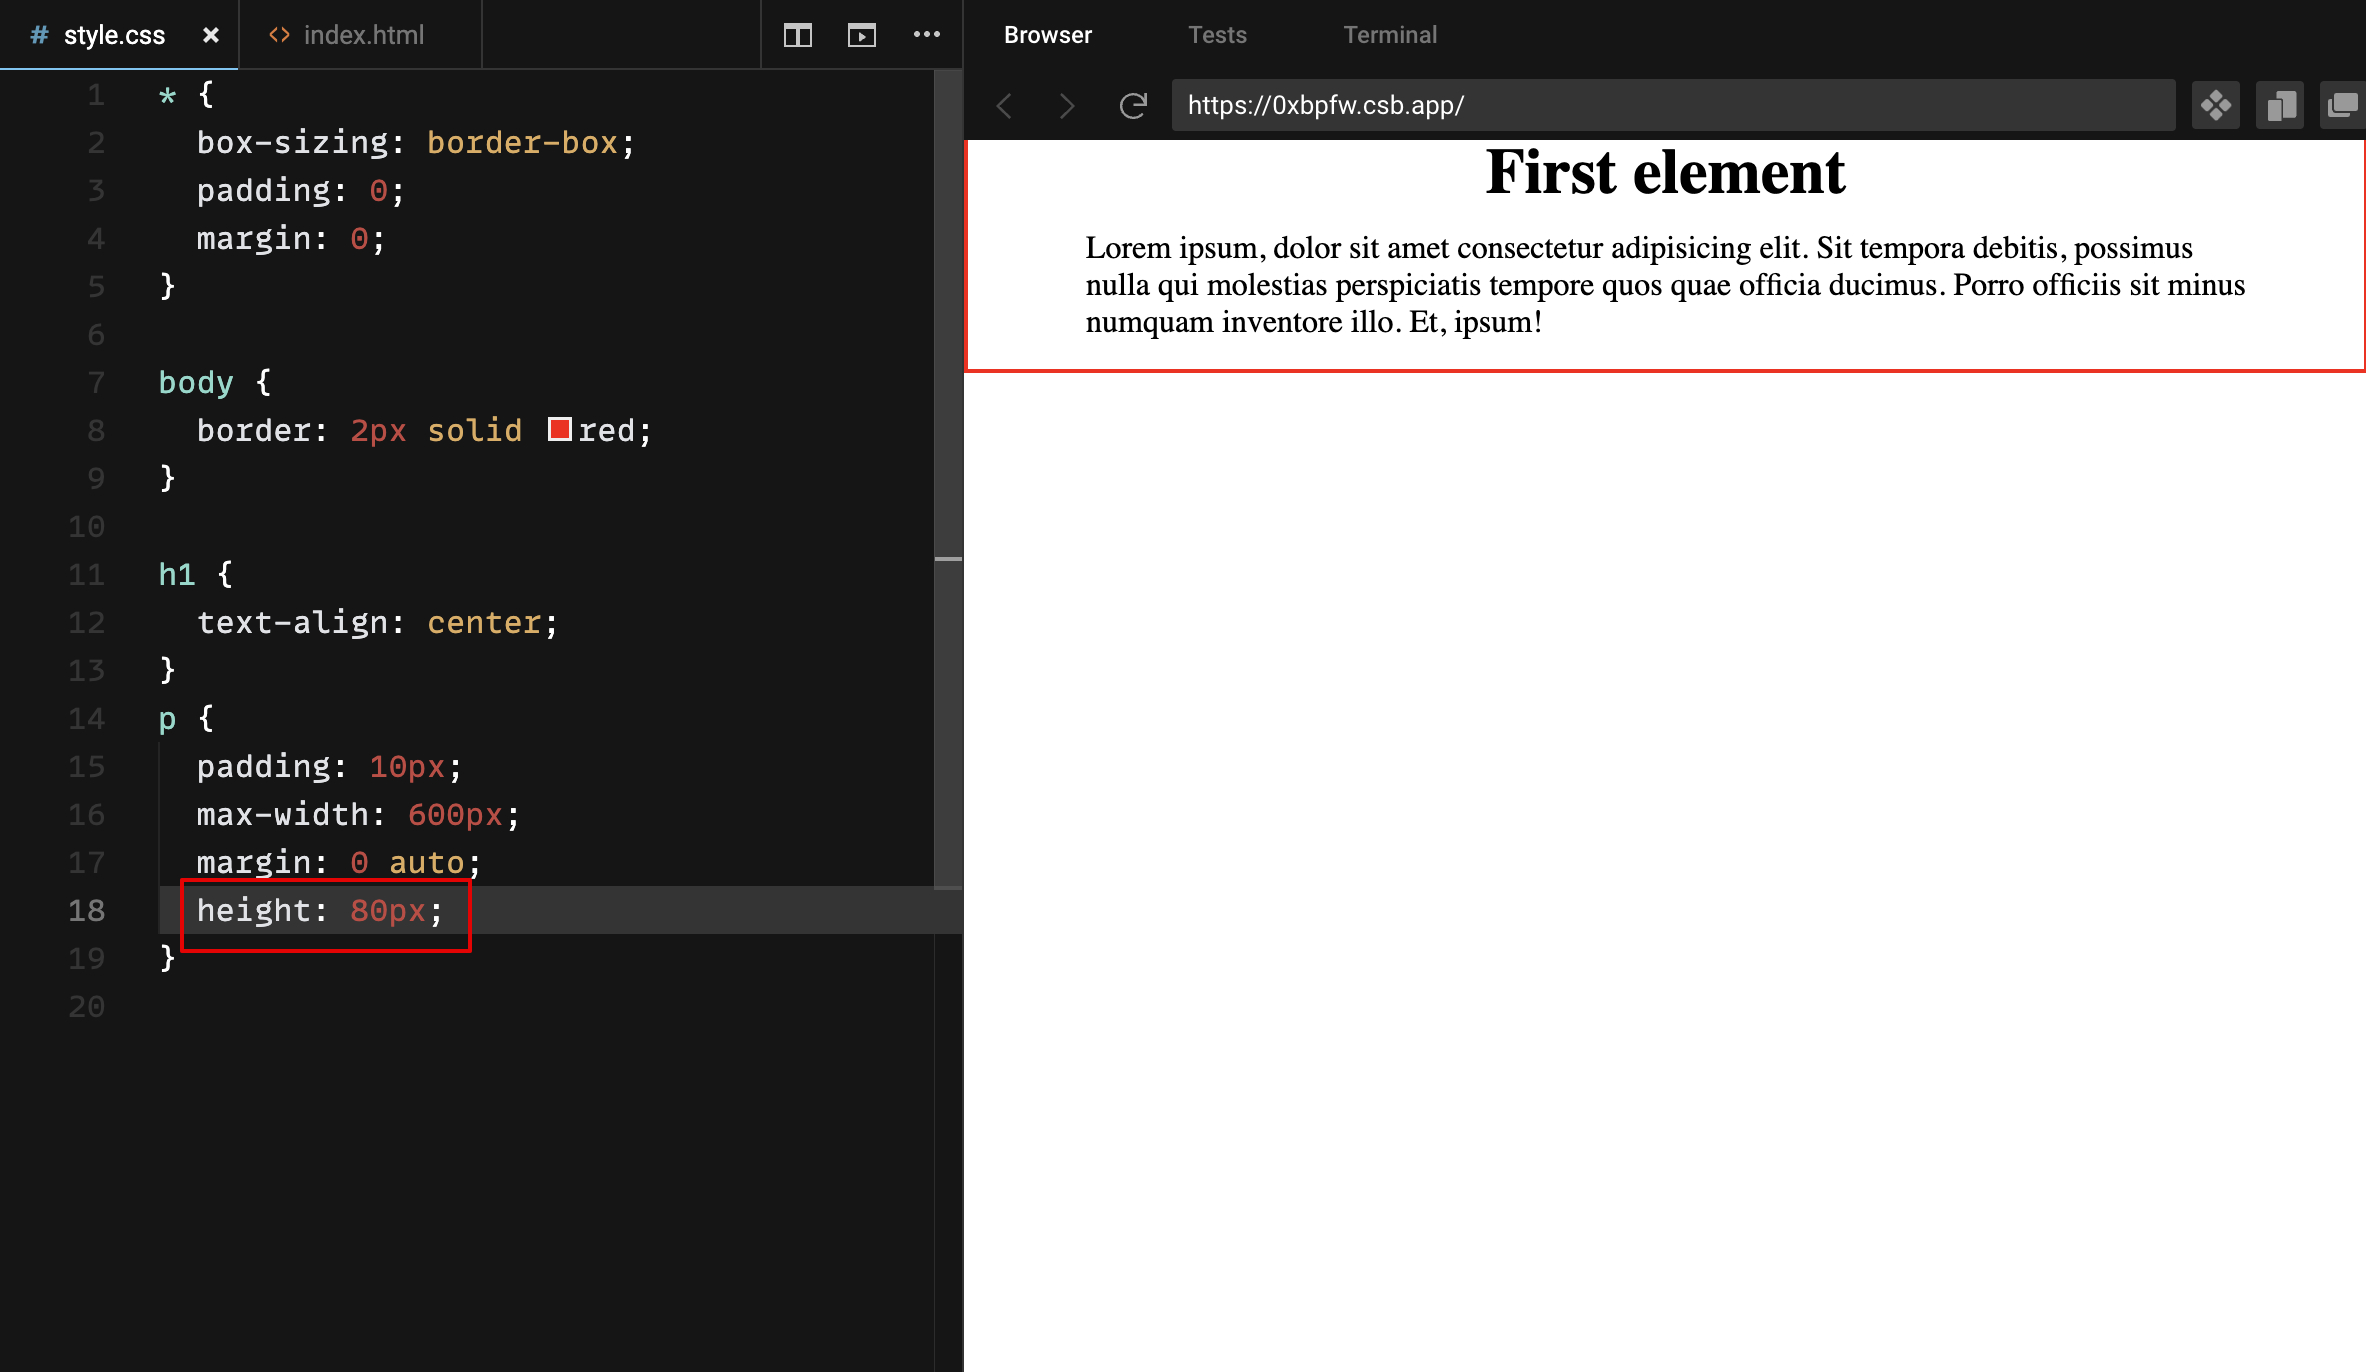 # style.css × <> index.html
Browser Tests Terminal
https://0xbpfw.csb.app/
1 * {
2 box-sizing: border-box;
3 padding: 0;
4 margin: 0;
5 }
6
7 body {
8 border: 2px solid red;
9 }
10
11 h1 {
12 text-align: center;
13 }
14 p {
15 padding: 10px;
16 max-width: 600px;
17 margin: 0 auto;
18 height: 80px;
19 }
20
First element
Lorem ipsum, dolor sit amet consectetur adipisicing elit. Sit tempora debitis, possimus
nulla qui molestias perspiciatis tempore quos quae officia ducimus. Porro officiis sit minus
numquam inventore illo. Et, ipsum!